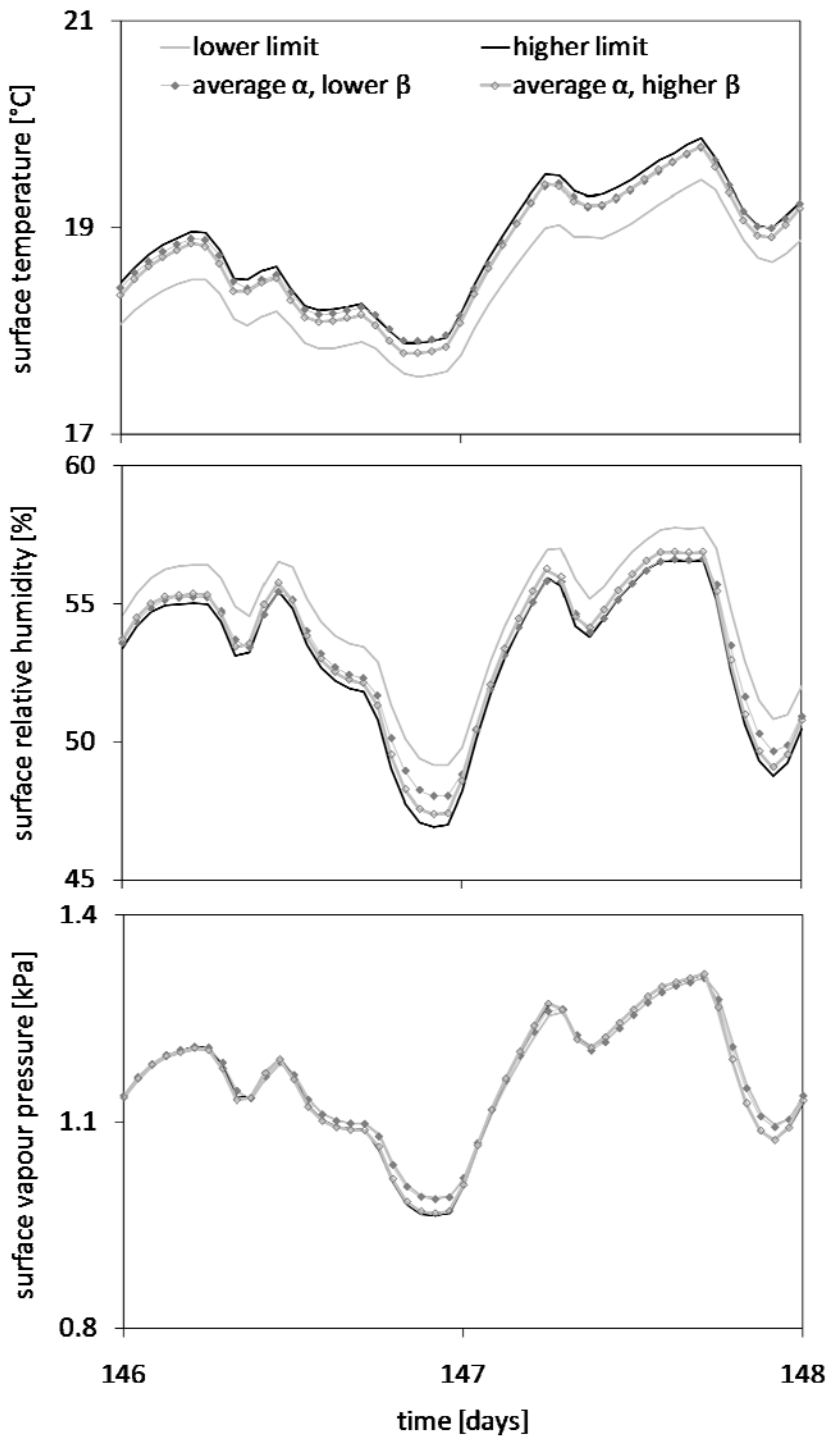 21
lower limit higher limit
average α, lower β average α, higher β
surface temperature [°C]
19
17
60
surface relative humidity [%]
55
50
45
1.4
surface vapour pressure [kPa]
1.1
0.8
146 147 148
time [days]